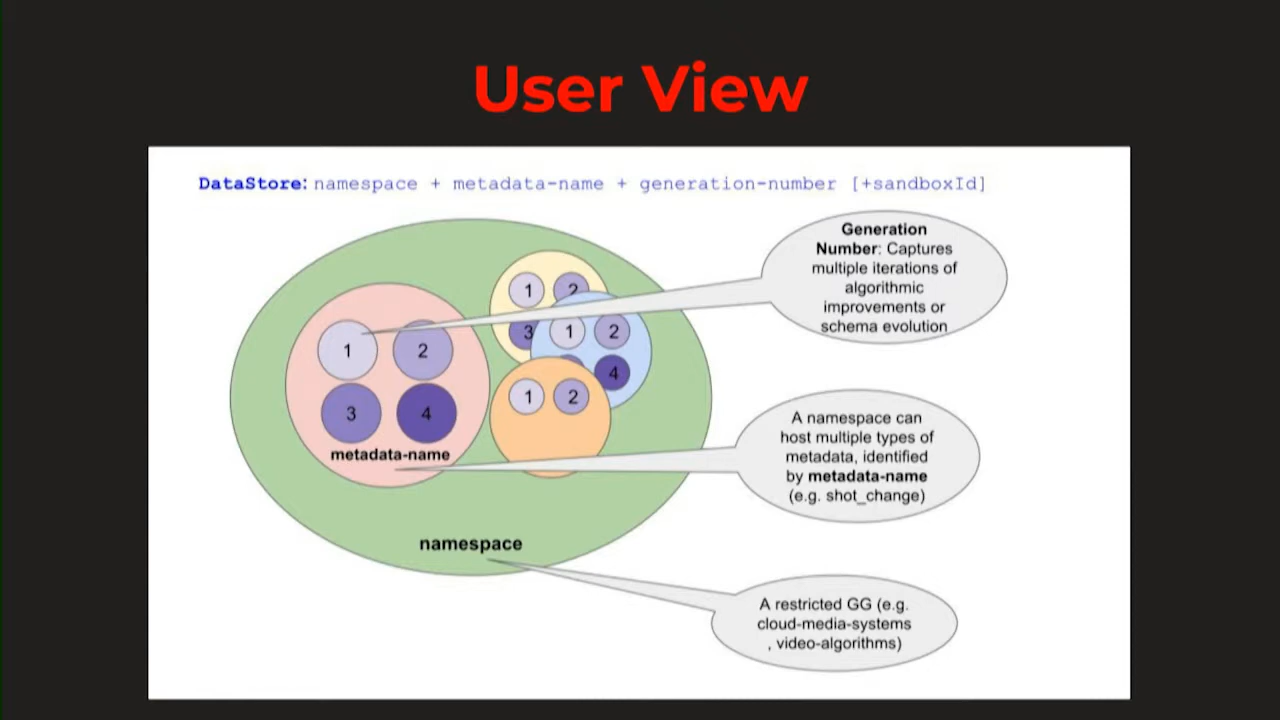 User View
DataStore: namespace + metadata-name + generation-number [+sandboxId]
Generation
Number: Captures
multiple iterations of
algorithmic
improvements or
schema evolution
1 2
3 1 2
4
1 2
1 2
3 4
metadata-name
A namespace can
host multiple types of
metadata, identified
by metadata-name
(e.g. shot_change)
namespace
A restricted GG (e.g.
cloud-media-systems
, video-algorithms)